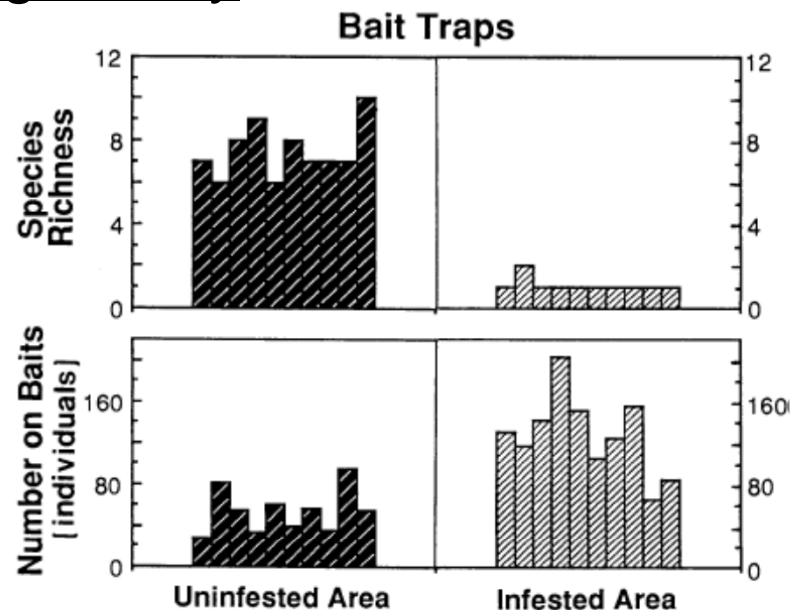 Bait Traps
12
8
4
0
Species
Richness
12
8
4
0
160
80
0
Number on Baits
[individuals]
160
80
0
Uninfested Area
Infested Area